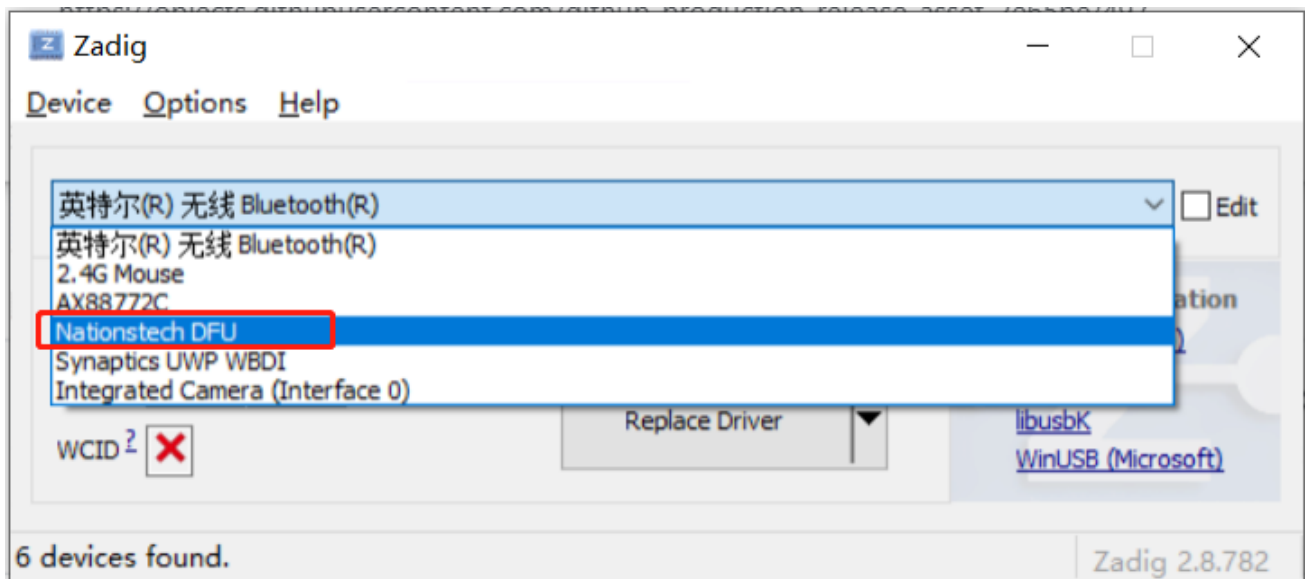 Zadig
Device Options Help
英特尔(R) 无线 Bluetooth(R)
Edit
英特尔(R) 无线 Bluetooth(R)
2.4G Mouse
AX88772C
Nationstech DFU
Synaptics UWP WBDI
Integrated Camera (Interface 0)
ation
Replace Driver
libusbK
WCID ?
WinUSB (Microsoft)
6 devices found.
Zadig 2.8.782